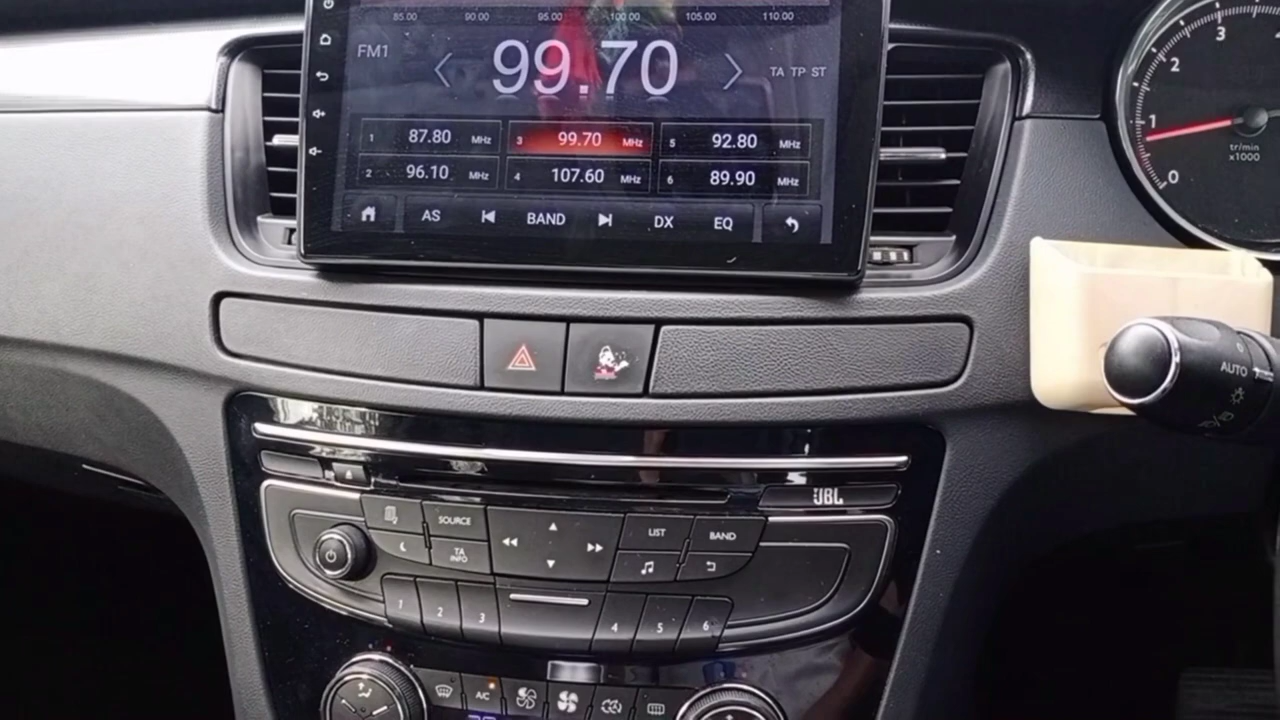 85.00 90.00 95.00 100.00 105.00 110.00
FM1
99.70
TA TP ST
1 87.80 MHz
3 99.70 MHz
5 92.80 MHz
2 96.10 MHz
4 107.60 MHz
6 89.90 MHz
AS BAND DX EQ
3
2
1
0
tr/min
x1000
0
AUTO
JBL
SOURCE
LIST
BAND
TA
INFO
1 2 3 4 5 6
A/C